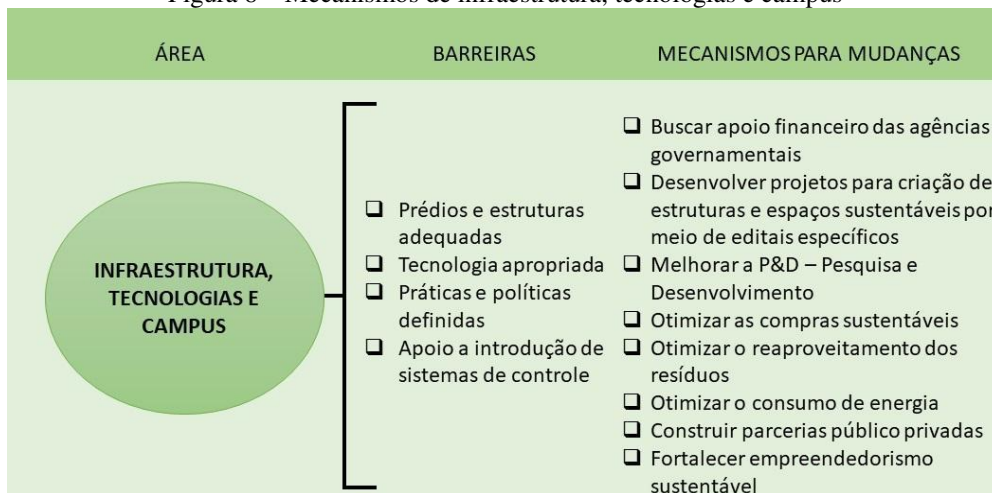 Figura 6 – Mecanismos de infraestrutura, tecnologias e campus
ÁREA
BARREIRAS
MECANISMOS PARA MUDANÇAS
INFRAESTRUTURA,
TECNOLOGIAS E
CAMPUS
Prédios e estruturas
adequadas
Tecnologia apropriada
Práticas e políticas
definidas
Apoio a introdução de
sistemas de controle
Buscar apoio financeiro das agências
governamentais
Desenvolver projetos para criação de
estruturas e espaços sustentáveis por
meio de editais específicos
Melhorar a P&D – Pesquisa e
Desenvolvimento
Otimizar as compras sustentáveis
Otimizar o reaproveitamento dos
resíduos
Otimizar o consumo de energia
Construir parcerias público privadas
Fortalecer empreendedorismo
sustentável